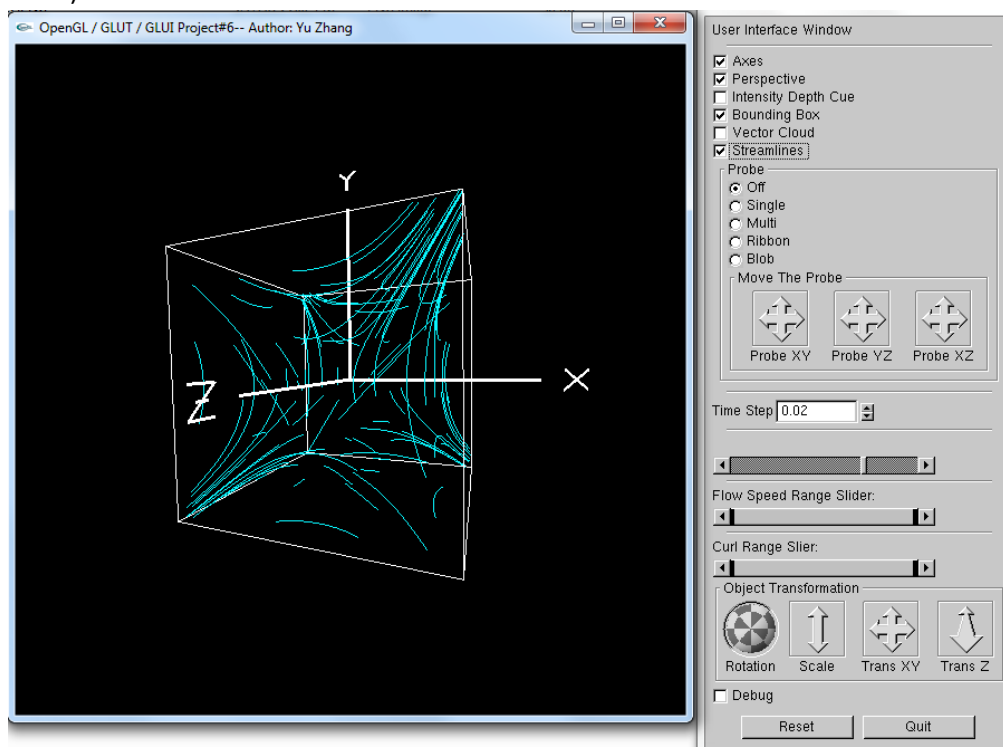 OpenGL / GLUT / GLUI Project#6-- Author: Yu Zhang
Y
X
Z
User Interface Window
Axes
Perspective
Intensity Depth Cue
Bounding Box
Vector Cloud
Streamlines
Probe
Off
Single
Multi
Ribbon
Blob
Move The Probe
Probe XY Probe YZ Probe XZ
Time Step 0.02
Flow Speed Range Slider:
Curl Range Slier:
Object Transformation
Rotation Scale Trans XY Trans Z
Debug
Reset Quit